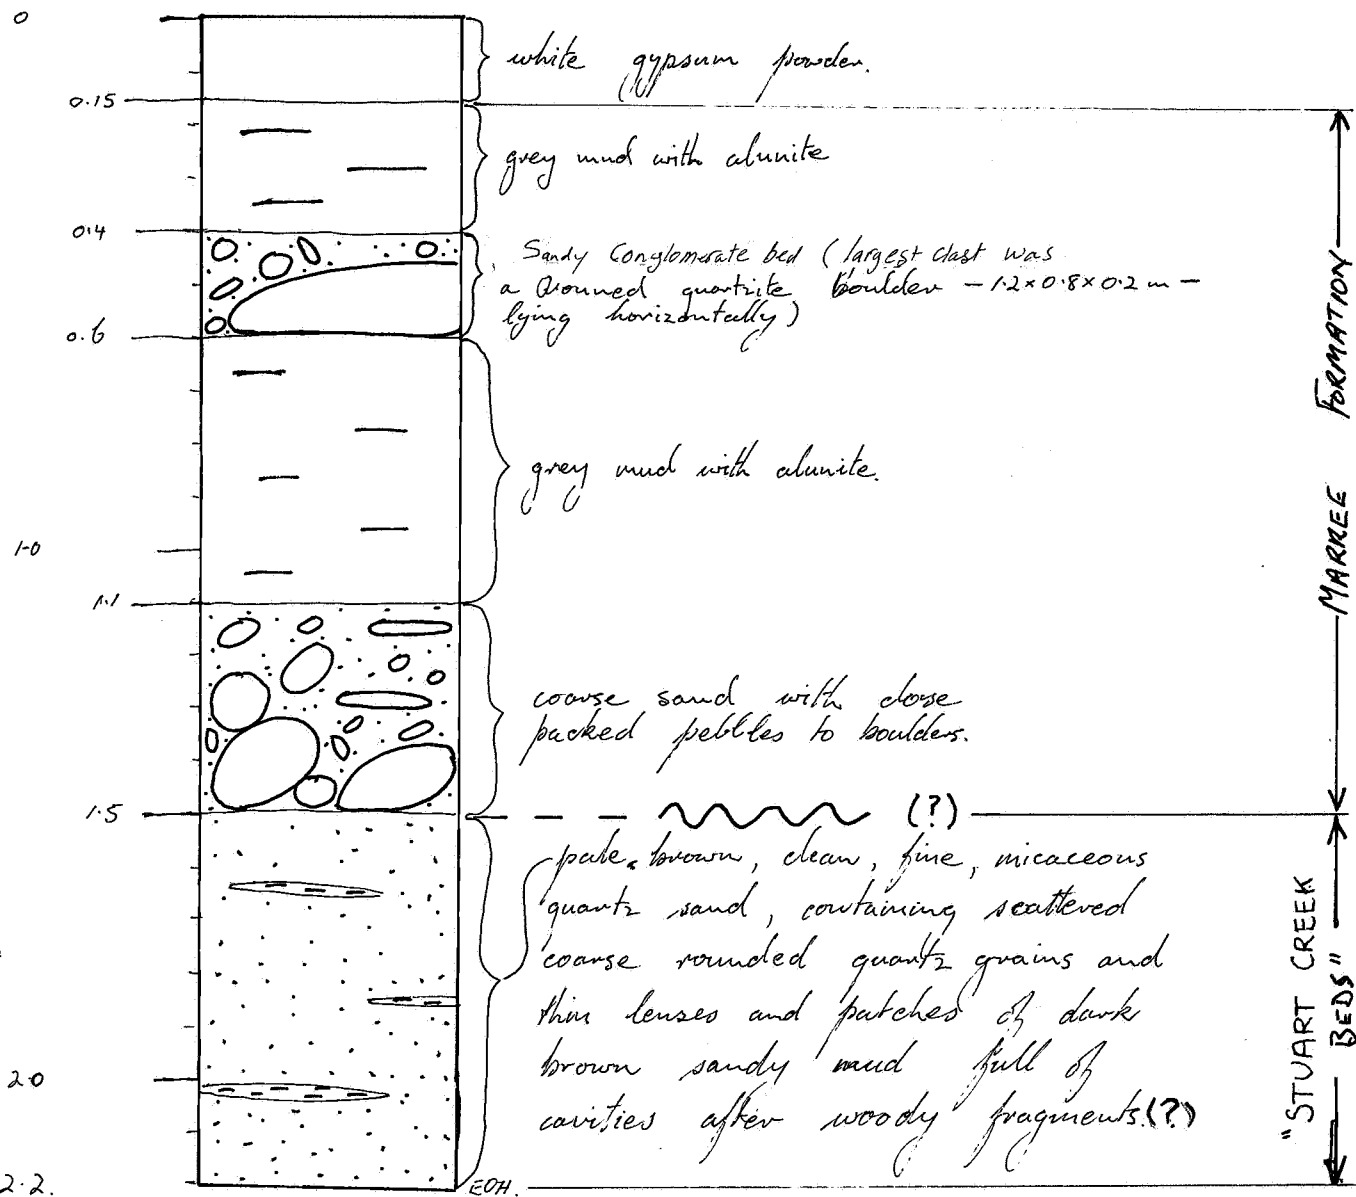 0
white gypsum powder.
0.15
grey mud with alunite
0.4
Sandy Conglomerate bed (largest clast was
a rounded quartzite boulder - 1.2 x 0.8 x 0.2 m -
lying horizontally)
0.6
grey mud with alunite.
1.0
1.1
coarse sand with close
packed pebbles to boulders.
1.5
(?)
pale brown, clean, fine, micaceous
quartz sand, containing scattered
coarse rounded quartz grains and
thin lenses and patches of dark
brown sandy mud full of
cavities after woody fragments.(?)
2.0
2.2.
EOH.
MARREE FORMATION
"STUART CREEK
BEDS"